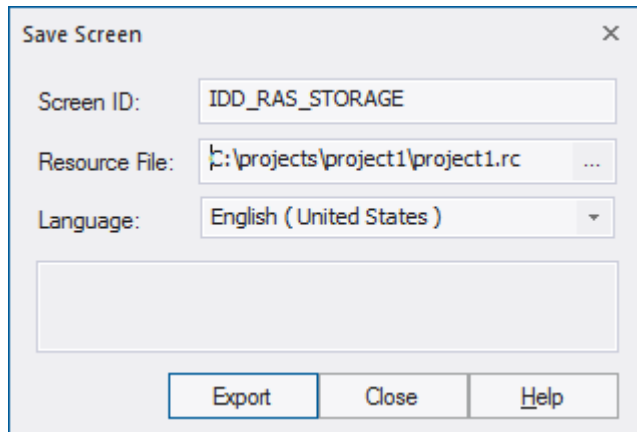 Save Screen
Screen ID: IDD_RAS_STORAGE
Resource File: C:\projects\project1\project1.rc ...
Language: English ( United States )
Export Close Help